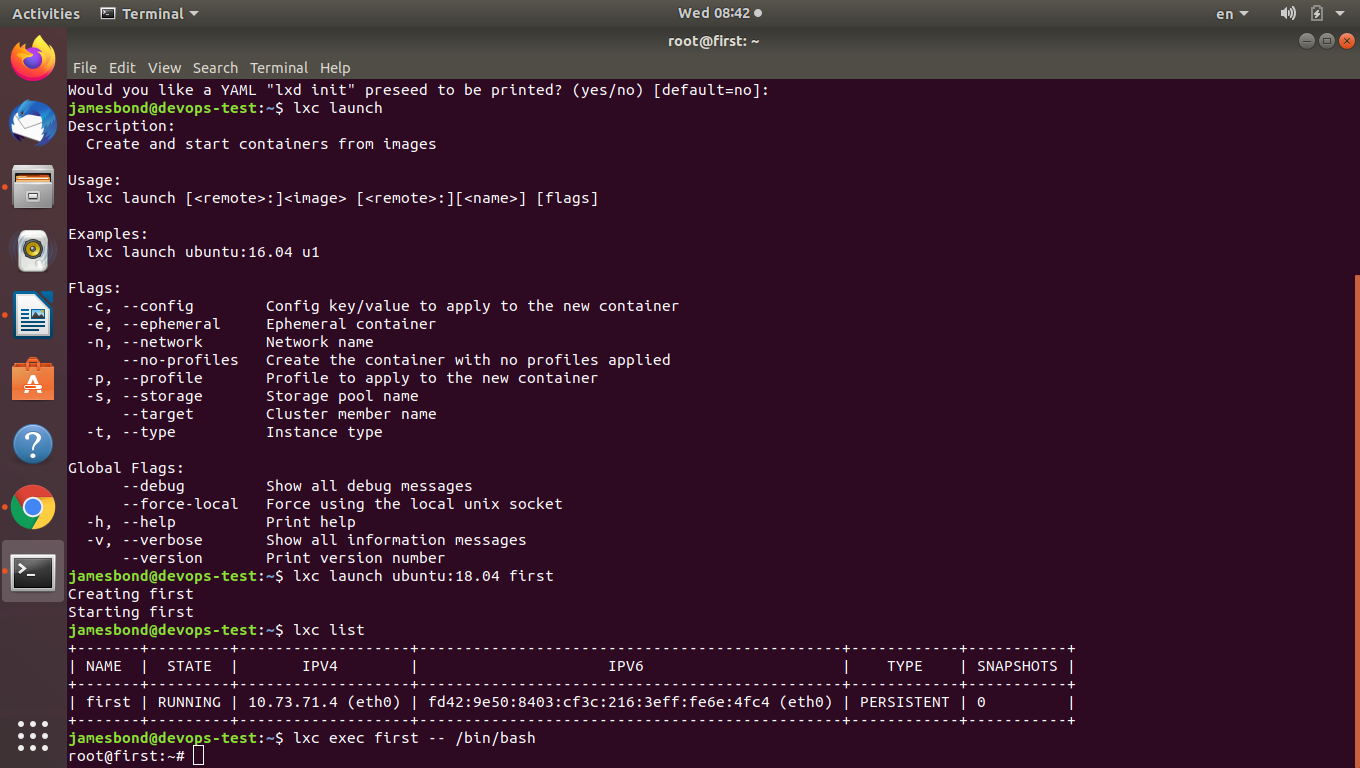 Activities Terminal Wed 08:42 en
root@first: ~
File Edit View Search Terminal Help
Would you like a YAML "lxd init" preseed to be printed? (yes/no) [default=no]:
jamesbond@devops-test:~$ lxc launch
Description:
  Create and start containers from images

Usage:
  lxc launch [<remote>:]<image> [<remote>:][<name>] [flags]

Examples:
  lxc launch ubuntu:16.04 u1

Flags:
  -c, --config        Config key/value to apply to the new container
  -e, --ephemeral     Ephemeral container
  -n, --network       Network name
      --no-profiles   Create the container with no profiles applied
  -p, --profile       Profile to apply to the new container
  -s, --storage       Storage pool name
      --target        Cluster member name
  -t, --type          Instance type

Global Flags:
      --debug         Show all debug messages
      --force-local   Force using the local unix socket
  -h, --help          Print help
  -v, --verbose       Show all information messages
      --version       Print version number
jamesbond@devops-test:~$ lxc launch ubuntu:18.04 first
Creating first
Starting first
jamesbond@devops-test:~$ lxc list
+-------+---------+-------------------+-----------------------------------------------+------------+-----------+
| NAME  |  STATE  |       IPV4        |                     IPV6                      |    TYPE    | SNAPSHOTS |
+-------+---------+-------------------+-----------------------------------------------+------------+-----------+
| first | RUNNING | 10.73.71.4 (eth0) | fd42:9e50:8403:cf3c:216:3eff:fe6e:4fc4 (eth0) | PERSISTENT | 0         |
+-------+---------+-------------------+-----------------------------------------------+------------+-----------+
jamesbond@devops-test:~$ lxc exec first -- /bin/bash
root@first:~#